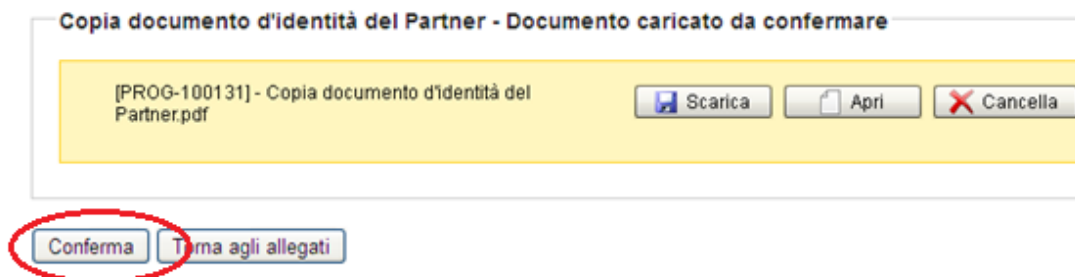 Copia documento d'identità del Partner - Documento caricato da confermare
[PROG-100131] - Copia documento d'identità del
Partner.pdf
Scarica Apri Cancella
Conferma Torna agli allegati